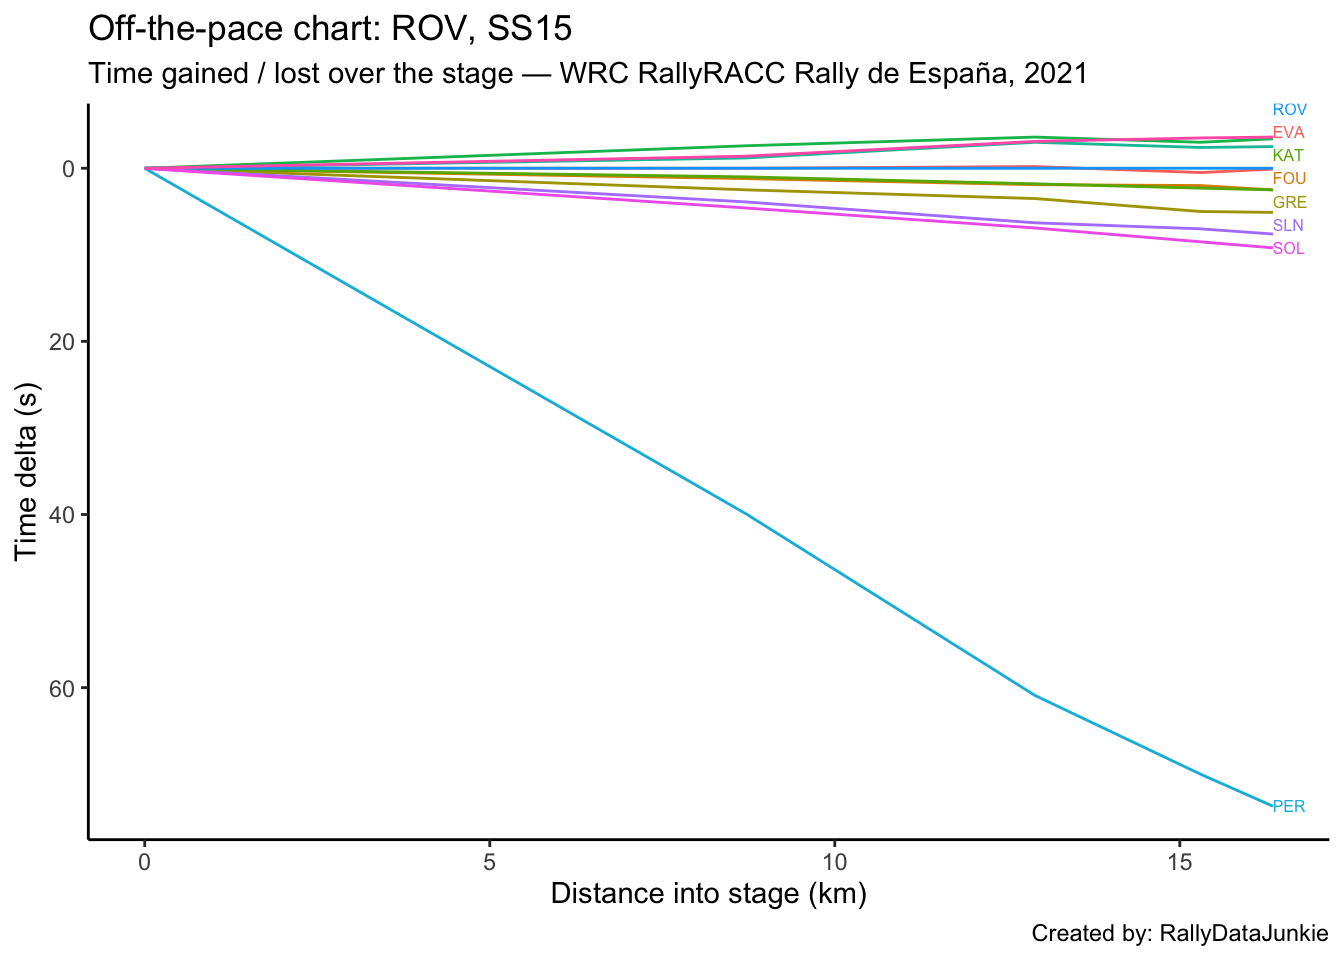 Off-the-pace chart: ROV, SS15
Time gained / lost over the stage — WRC RallyRACC Rally de España, 2021
ROV
EVA
KAT
FOU
GRE
SLN
SOL
PER
0
20
40
60
Time delta (s)
0 5 10 15
Distance into stage (km)
Created by: RallyDataJunkie